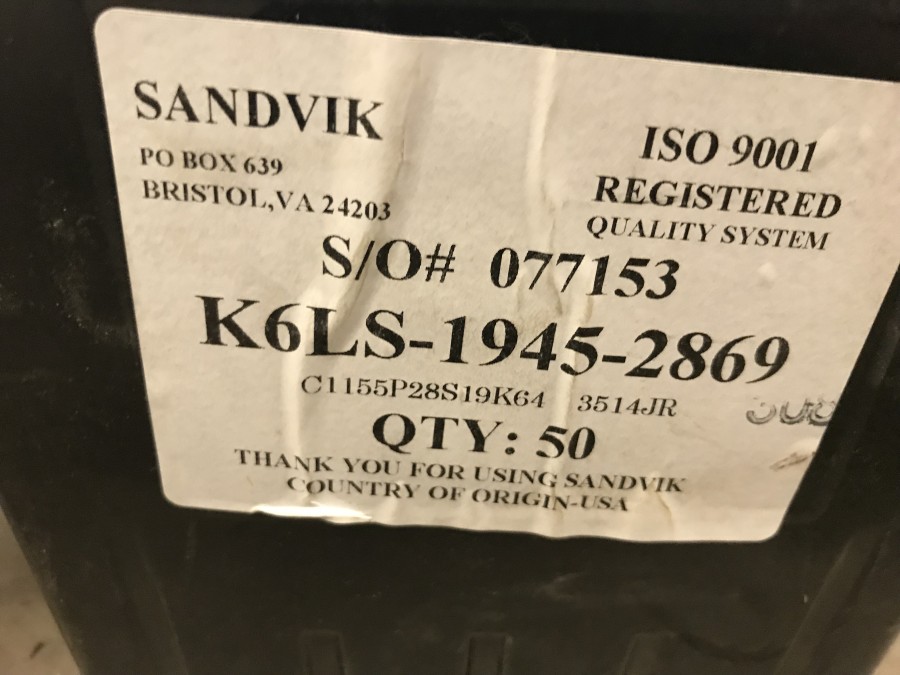 SANDVIK
PO BOX 639
BRISTOL,VA 24203
ISO 9001
REGISTERED
QUALITY SYSTEM
S/O# 077153
K6LS-1945-2869
C1155P28S19K64 3514JR
QTY: 50
THANK YOU FOR USING SANDVIK
COUNTRY OF ORIGIN-USA